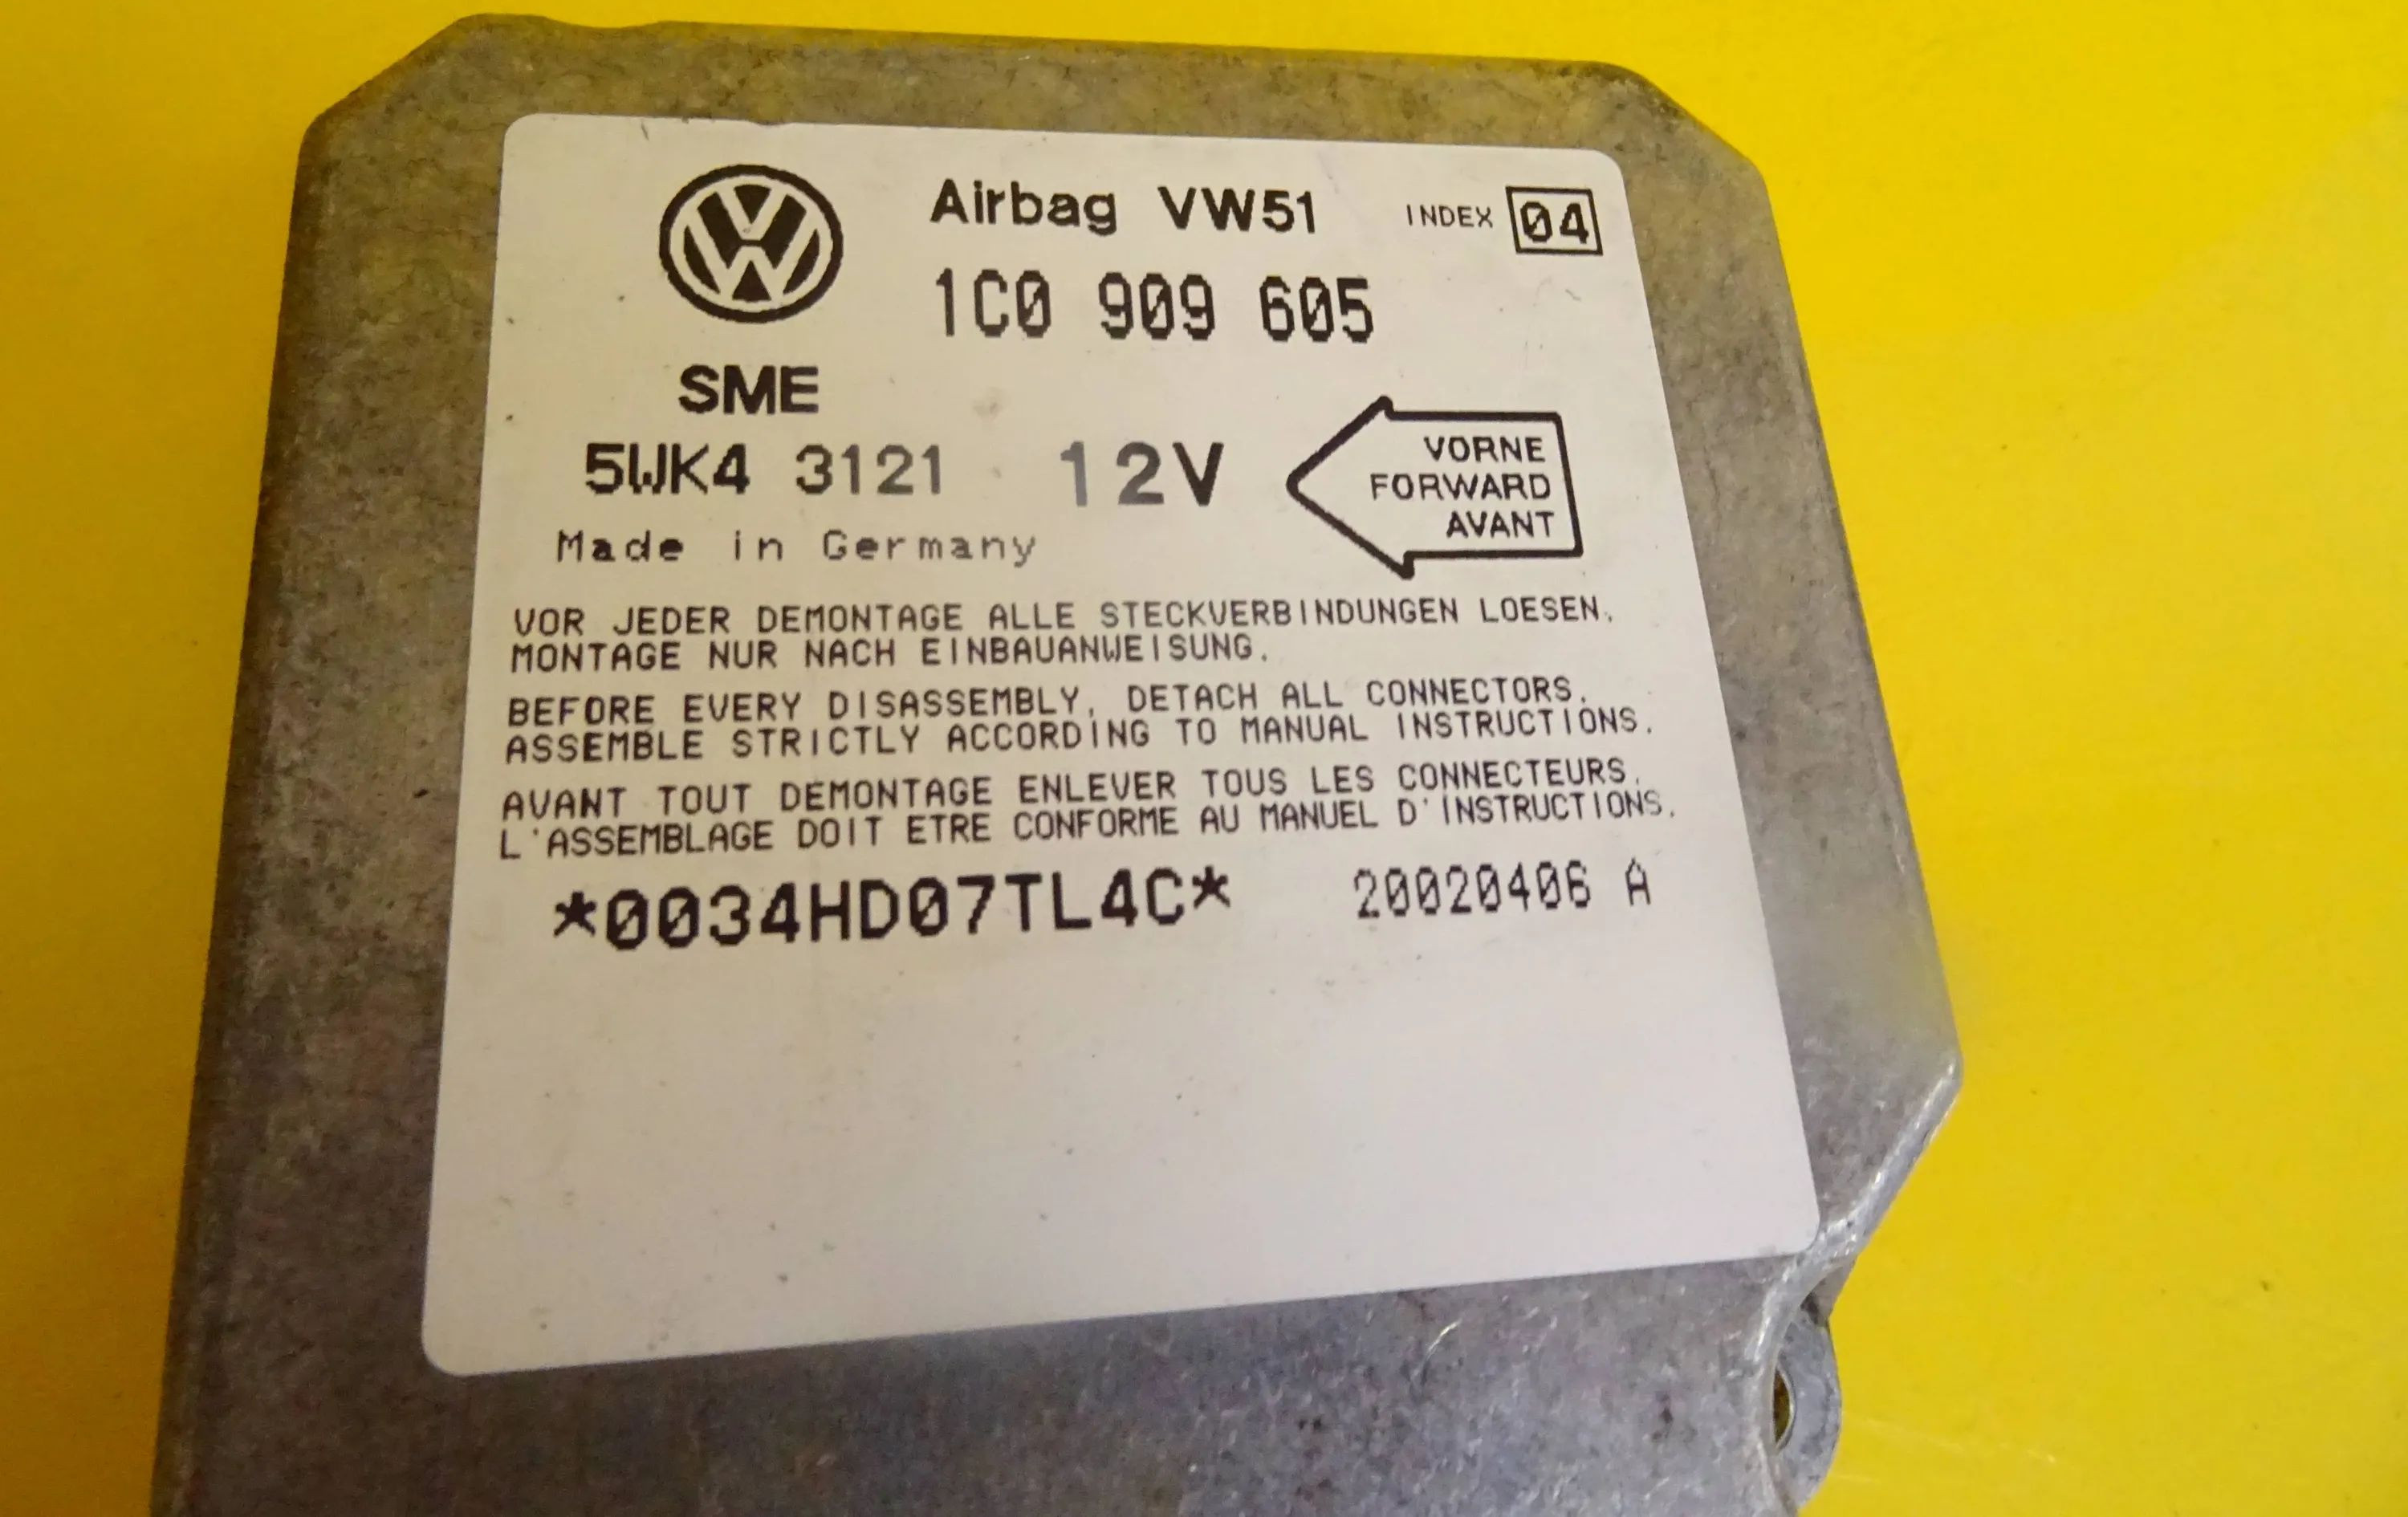 Airbag VW51 INDEX 04
1C0 909 605
SME
5WK4 3121 12V
VORNE
FORWARD
AVANT
Made in Germany
VOR JEDER DEMONTAGE ALLE STECKVERBINDUNGEN LOESEN.
MONTAGE NUR NACH EINBAUANWEISUNG.
BEFORE EVERY DISASSEMBLY, DETACH ALL CONNECTORS.
ASSEMBLE STRICTLY ACCORDING TO MANUAL INSTRUCTIONS.
AVANT TOUT DEMONTAGE ENLEVER TOUS LES CONNECTEURS.
L'ASSEMBLAGE DOIT ETRE CONFORME AU MANUEL D'INSTRUCTIONS.
*0034HD07TL4C* 20020406 A